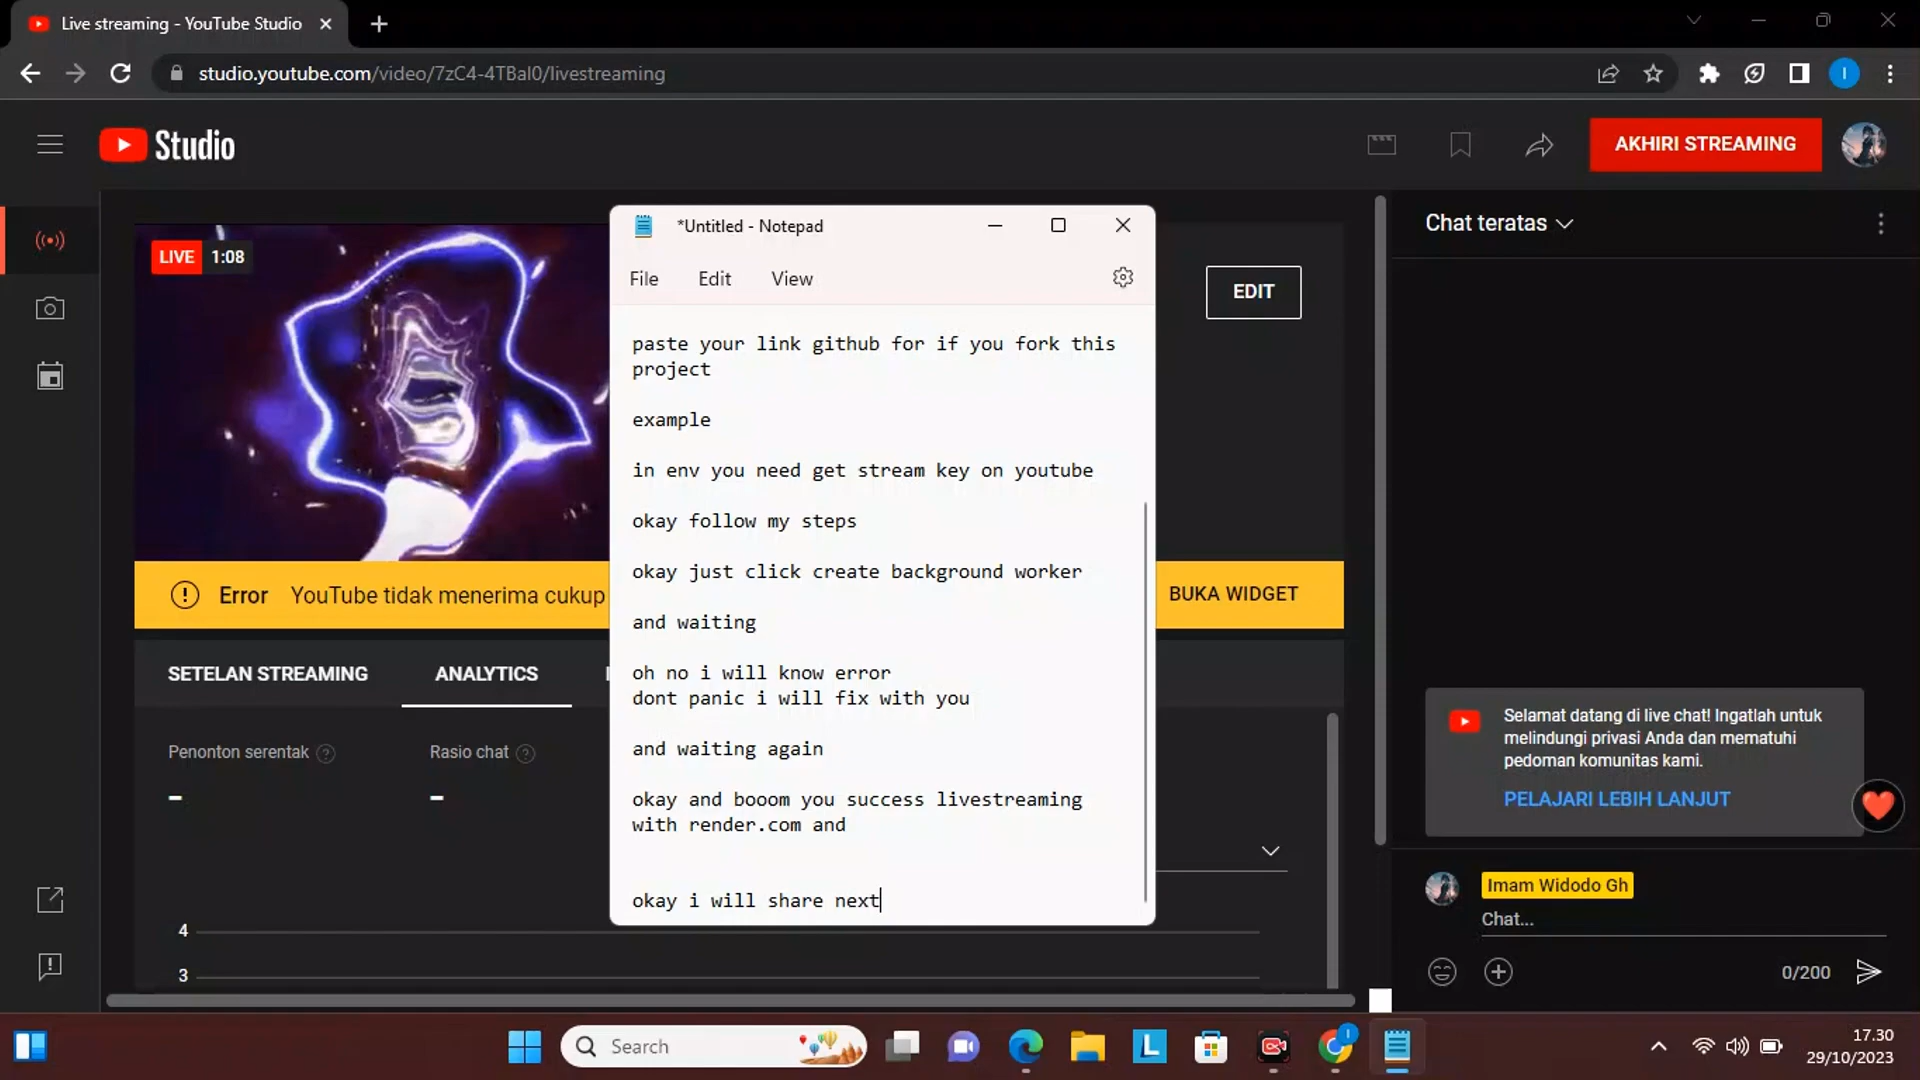 Live streaming - YouTube Studio
studio.youtube.com/video/7zC4-4TBal0/livestreaming
I
Studio
AKHIRI STREAMING
LIVE 1:08
*Untitled - Notepad
File Edit View
EDIT
paste your link github for if you fork this
project
example
in env you need get stream key on youtube
okay follow my steps
okay just click create background worker
and waiting
oh no i will know error
dont panic i will fix with you
and waiting again
okay and booom you success livestreaming
with render.com and
okay i will share next
Error YouTube tidak menerima cukup
BUKA WIDGET
SETELAN STREAMING ANALYTICS
Penonton serentak ?
Rasio chat ?
–
–
4
3
Chat teratas
Selamat datang di live chat! Ingatlah untuk
melindungi privasi Anda dan mematuhi
pedoman komunitas kami.
PELAJARI LEBIH LANJUT
Imam Widodo Gh
Chat...
0/200
Search
L
I
17.30
29/10/2023